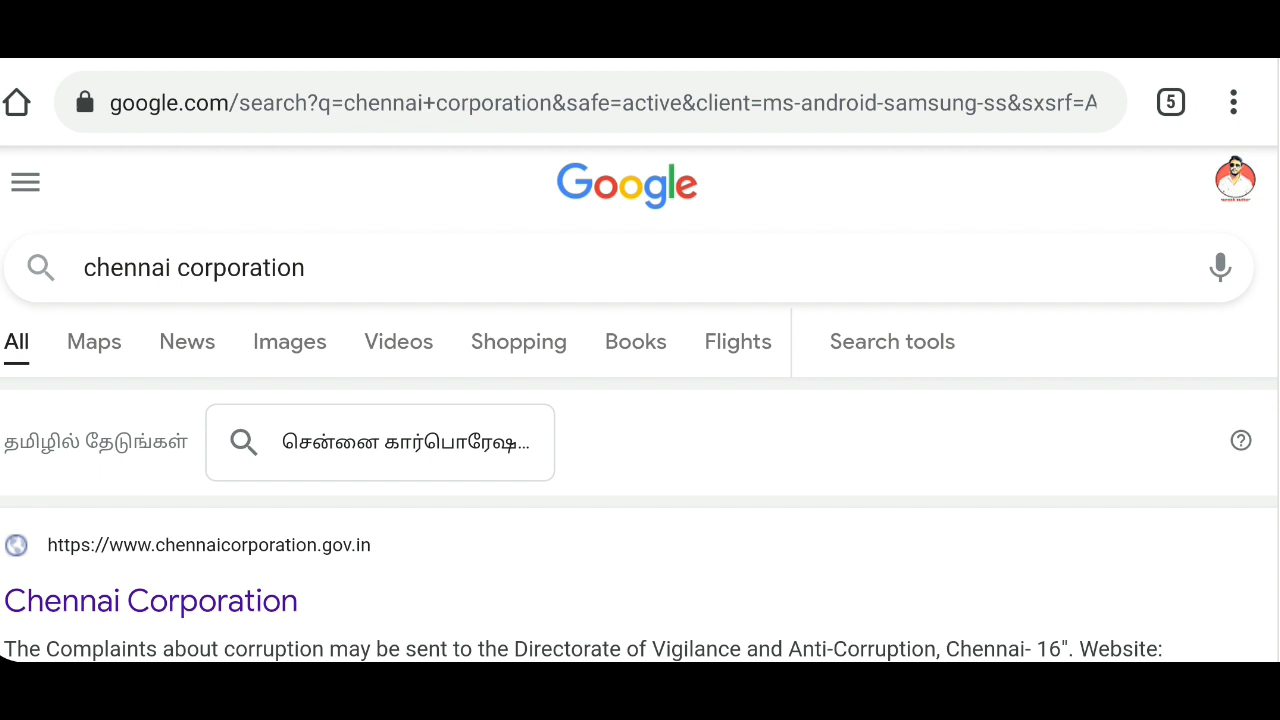 google.com/search?q=chennai+corporation&safe=active&client=ms-android-samsung-ss&sxsrf=A
5
Google
chennai corporation
All Maps News Images Videos Shopping Books Flights Search tools
தமிழில் தேடுங்கள் சென்னை கார்பொரேஷ...
https://www.chennaicorporation.gov.in
Chennai Corporation
The Complaints about corruption may be sent to the Directorate of Vigilance and Anti-Corruption, Chennai- 16". Website: